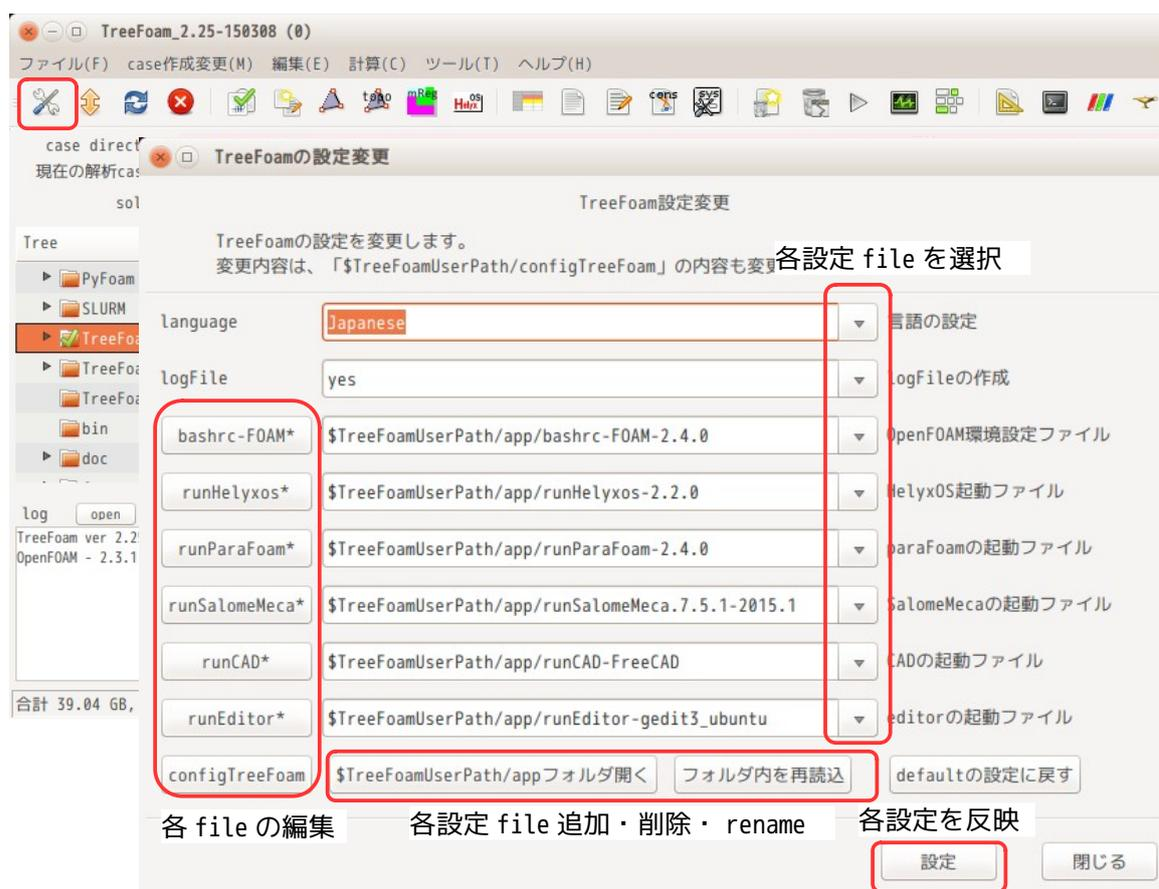 TreeFoam_2.25-150308 (0)
ファイル(F) case作成変更(M) 編集(E) 計算(C) ツール(T) ヘルプ(H)
topo mReg Helyx OS cons sys
case direct
現在の解析cas
sol
Tree
PyFoam
SLURM
TreeFoa
TreeFoa
TreeFoa
bin
doc
log open
TreeFoam ver 2.2
OpenFOAM - 2.3.1
合計 39.04 GB,
TreeFoamの設定変更
TreeFoam設定変更
TreeFoamの設定を変更します。
変更内容は、「$TreeFoamUserPath/configTreeFoam」の内容も変更
各設定 file を選択
language Japanese 言語の設定
logFile yes logFileの作成
bashrc-FOAM* $TreeFoamUserPath/app/bashrc-FOAM-2.4.0 OpenFOAM環境設定ファイル
runHelyxos* $TreeFoamUserPath/app/runHelyxos-2.2.0 HelyxOS起動ファイル
runParaFoam* $TreeFoamUserPath/app/runParaFoam-2.4.0 paraFoamの起動ファイル
runSalomeMeca* $TreeFoamUserPath/app/runSalomeMeca.7.5.1-2015.1 SalomeMecaの起動ファイル
runCAD* $TreeFoamUserPath/app/runCAD-FreeCAD CADの起動ファイル
runEditor* $TreeFoamUserPath/app/runEditor-gedit3_ubuntu editorの起動ファイル
configTreeFoam $TreeFoamUserPath/appフォルダ開く フォルダ内を再読込 defaultの設定に戻す
各 file の編集 各設定 file 追加・削除・ rename 各設定を反映
設定 閉じる